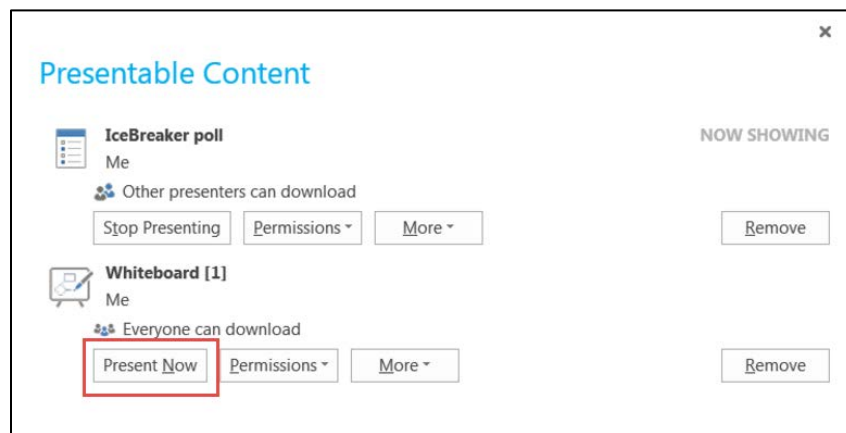 Presentable Content
IceBreaker poll NOW SHOWING
Me
Other presenters can download
Stop Presenting Permissions More Remove
Whiteboard [1]
Me
Everyone can download
Present Now Permissions More Remove